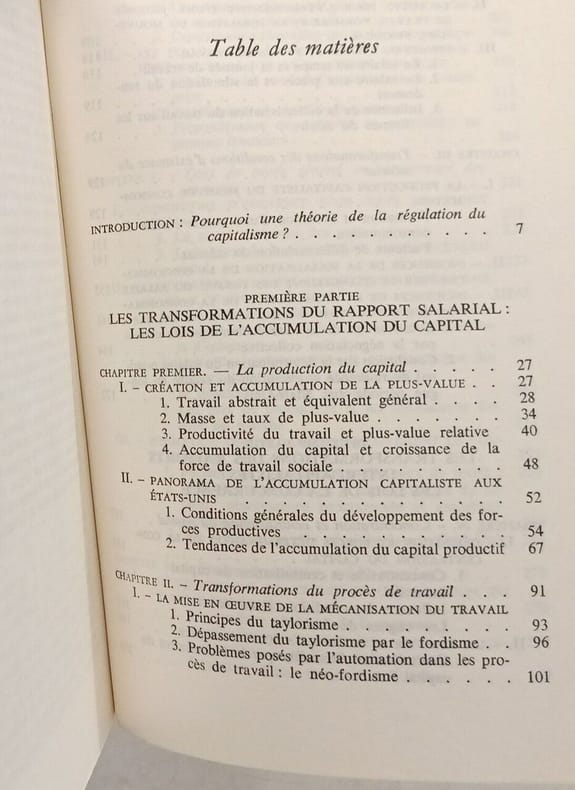 Table des matières
INTRODUCTION : Pourquoi une théorie de la régulation du
capitalisme ? . . . . . . . . . . . 7
PREMIÈRE PARTIE
LES TRANSFORMATIONS DU RAPPORT SALARIAL :
LES LOIS DE L'ACCUMULATION DU CAPITAL
CHAPITRE PREMIER. — La production du capital . . . . . 27
I. – CRÉATION ET ACCUMULATION DE LA PLUS-VALUE . . 27
1. Travail abstrait et équivalent général . . . . 28
2. Masse et taux de plus-value . . . . . . . 34
3. Productivité du travail et plus-value relative 40
4. Accumulation du capital et croissance de la
force de travail sociale . . . . . . . . . 48
II. – PANORAMA DE L'ACCUMULATION CAPITALISTE AUX
ÉTATS-UNIS . . . . . . . . . . . . . . 52
1. Conditions générales du développement des for-
ces productives . . . . . . . . . . . 54
2. Tendances de l'accumulation du capital productif 67
CHAPITRE II. – Transformations du procès de travail . . . 91
I. – LA MISE EN ŒUVRE DE LA MÉCANISATION DU TRAVAIL
1. Principes du taylorisme . . . . . . . . . 93
2. Dépassement du taylorisme par le fordisme . . 96
3. Problèmes posés par l'automation dans les pro-
cès de travail : le néo-fordisme . . . . . . 101